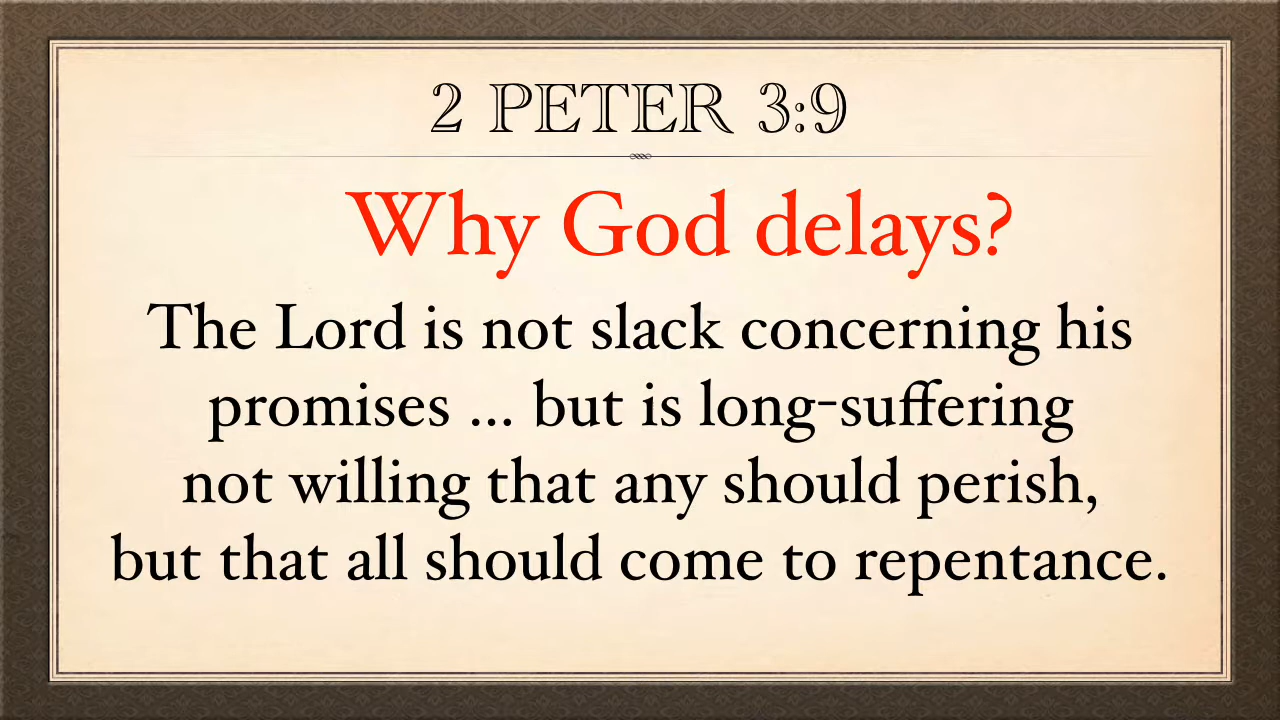 2 PETER 3:9
Why God delays?
The Lord is not slack concerning his
promises ... but is long-suffering
not willing that any should perish,
but that all should come to repentance.